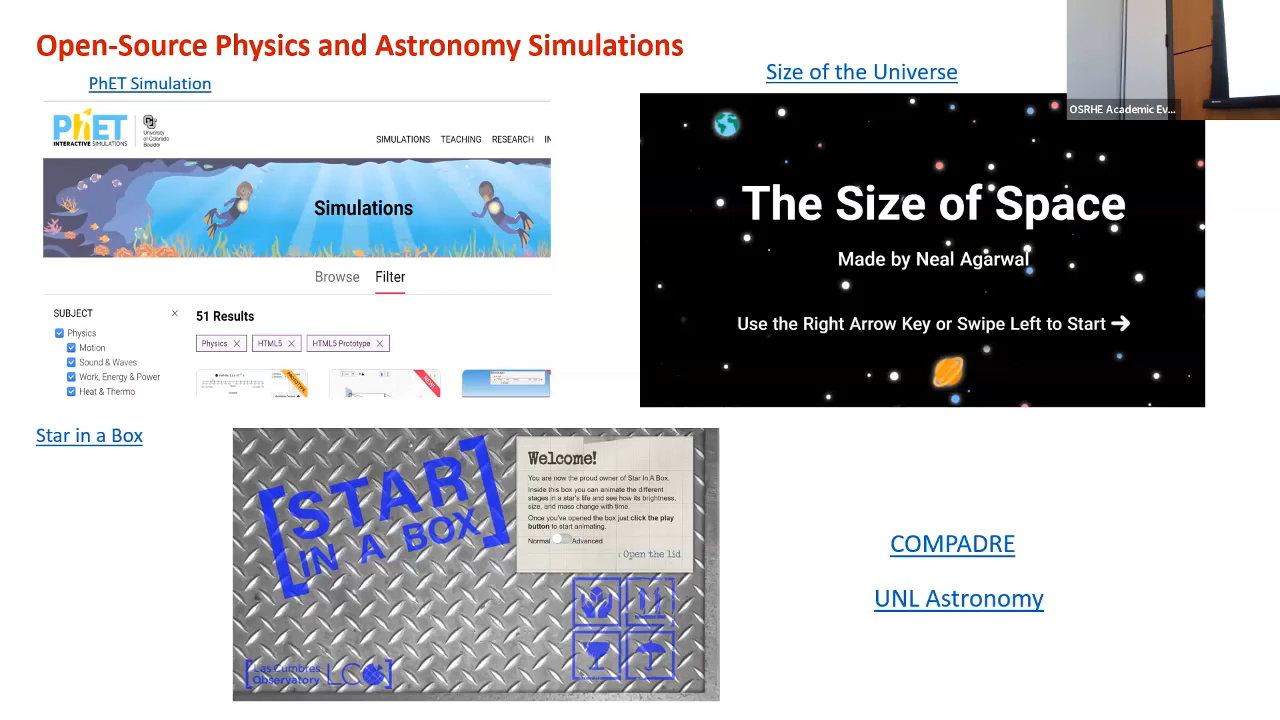 Open-Source Physics and Astronomy Simulations
PhET Simulation
Size of the Universe
OSRHE Academic Ev...
PhET
INTERACTIVE SIMULATIONS
University
of Colorado
Boulder
SIMULATIONS TEACHING RESEARCH IN
Simulations
Browse Filter
SUBJECT
51 Results
Physics
Motion
Sound & Waves
Work, Energy & Power
Heat & Thermo
Physics HTML5 HTML5 Prototype
PROTOTYPE
NEW
The Size of Space
Made by Neal Agarwal
Use the Right Arrow Key or Swipe Left to Start
Star in a Box
[STAR
IN A BOX]
Welcome!
You are now the proud owner of Star In A Box.
Inside this box you can animate the different
stages in a star's life and see how its brightness,
size, and mass change with time.
Once you've opened the box just click the play
button to start animating.
Normal Advanced
Open the lid
Las Cumbres
Observatory
LCO
COMPADRE
UNL Astronomy